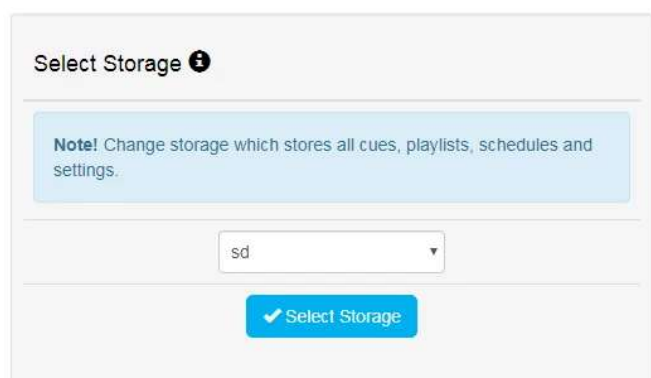 Select Storage
Note! Change storage which stores all cues, playlists, schedules and
settings.
sd
Select Storage